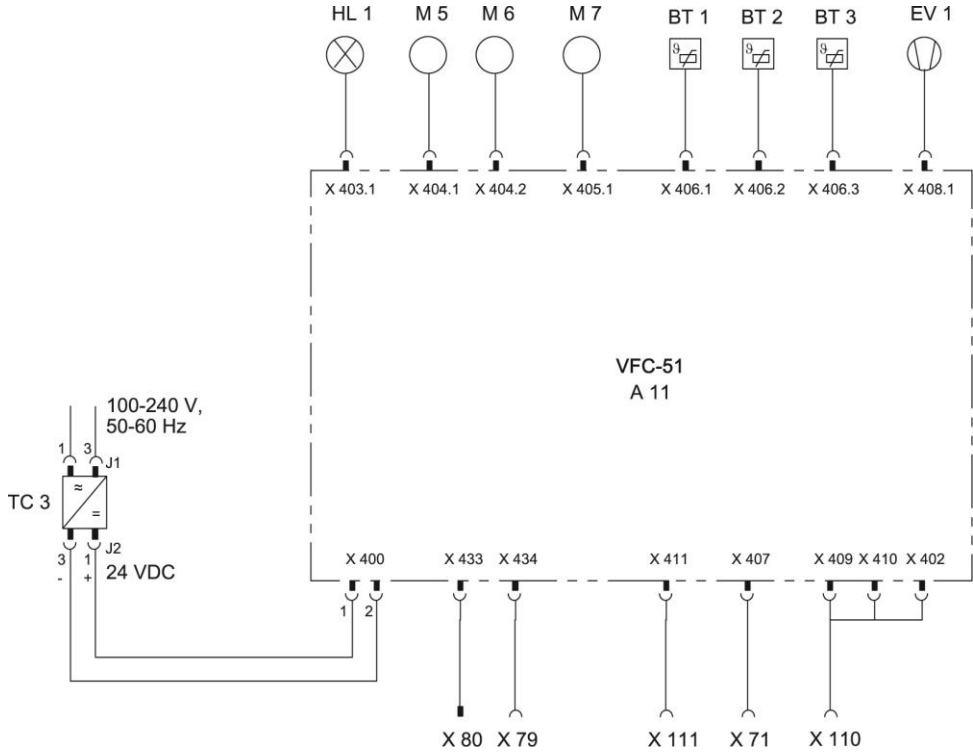 HL 1 M 5 M 6 M 7 BT 1 BT 2 BT 3 EV 1
ϑ ϑ ϑ
X 403.1 X 404.1 X 404.2 X 405.1 X 406.1 X 406.2 X 406.3 X 408.1
VFC-51
A 11
100-240 V,
50-60 Hz
1 3 J1
TC 3
≈
=
3 1 J2
- + 24 VDC
X 400 X 433 X 434 X 411 X 407 X 409 X 410 X 402
1 2
X 80 X 79 X 111 X 71 X 110